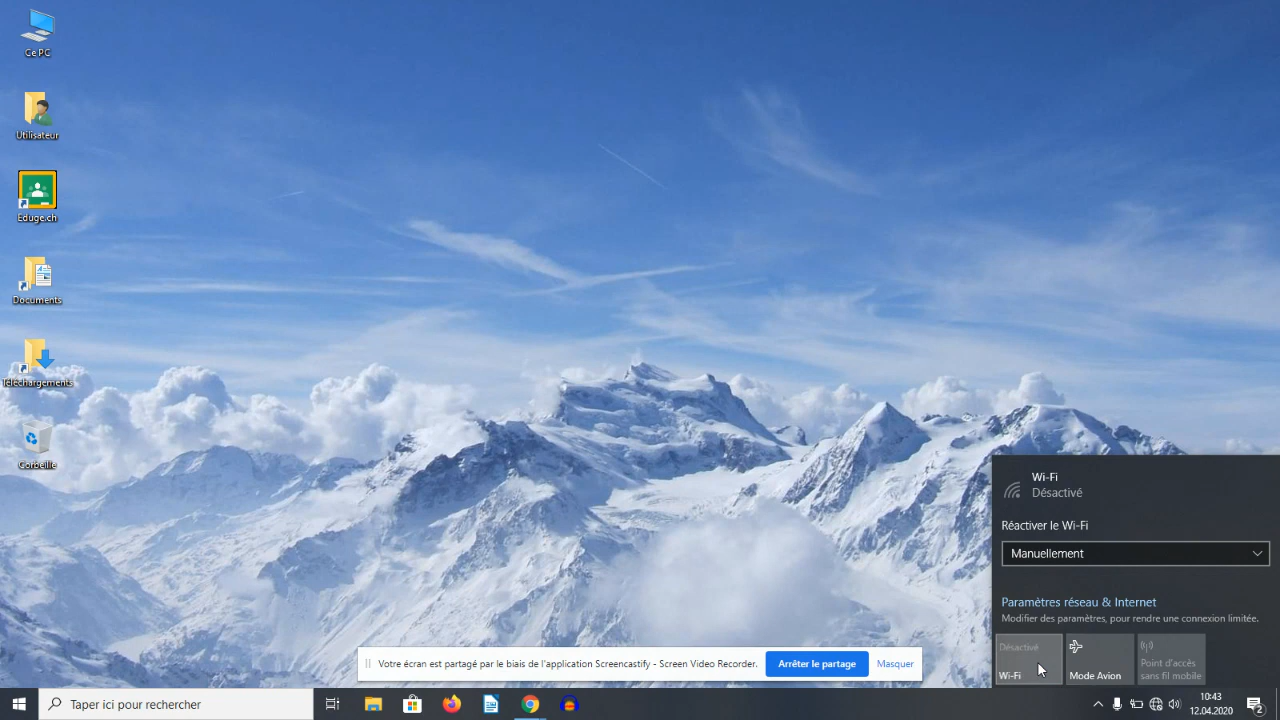 Ce PC
Utilisateur
Eduge.ch
Documents
Téléchargements
Corbeille
Wi-Fi
Désactivé
Réactiver le Wi-Fi
Manuellement
Paramètres réseau & Internet
Modifier des paramètres, pour rendre une connexion limitée.
Désactivé
Wi-Fi
Mode Avion
Point d'accès
sans fil mobile
Votre écran est partagé par le biais de l'application Screencastify - Screen Video Recorder.
Arrêter le partage
Masquer
Taper ici pour rechercher
10:43
12.04.2020
2